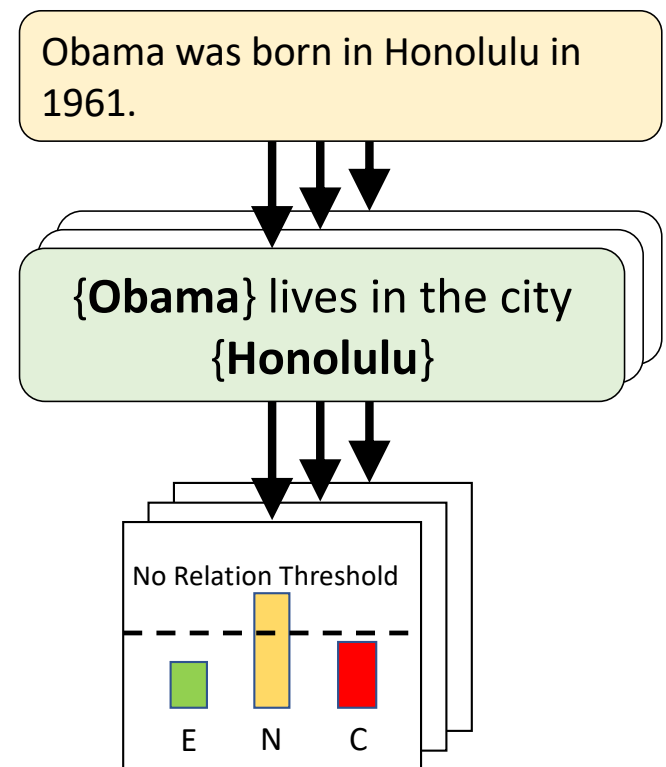 Obama was born in Honolulu in
1961.
{Obama} lives in the city
{Honolulu}
No Relation Threshold
E N C